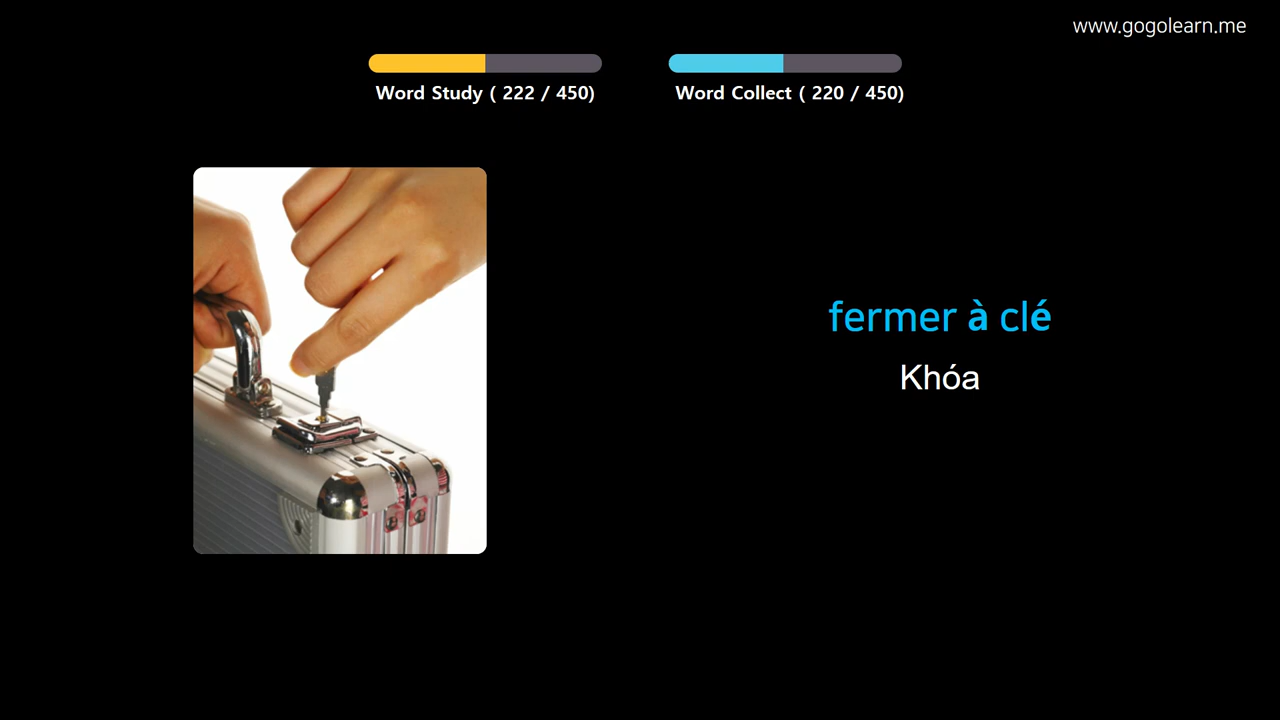 www.gogolearn.me
Word Study ( 222 / 450)
Word Collect ( 220 / 450)
fermer à clé
Khóa